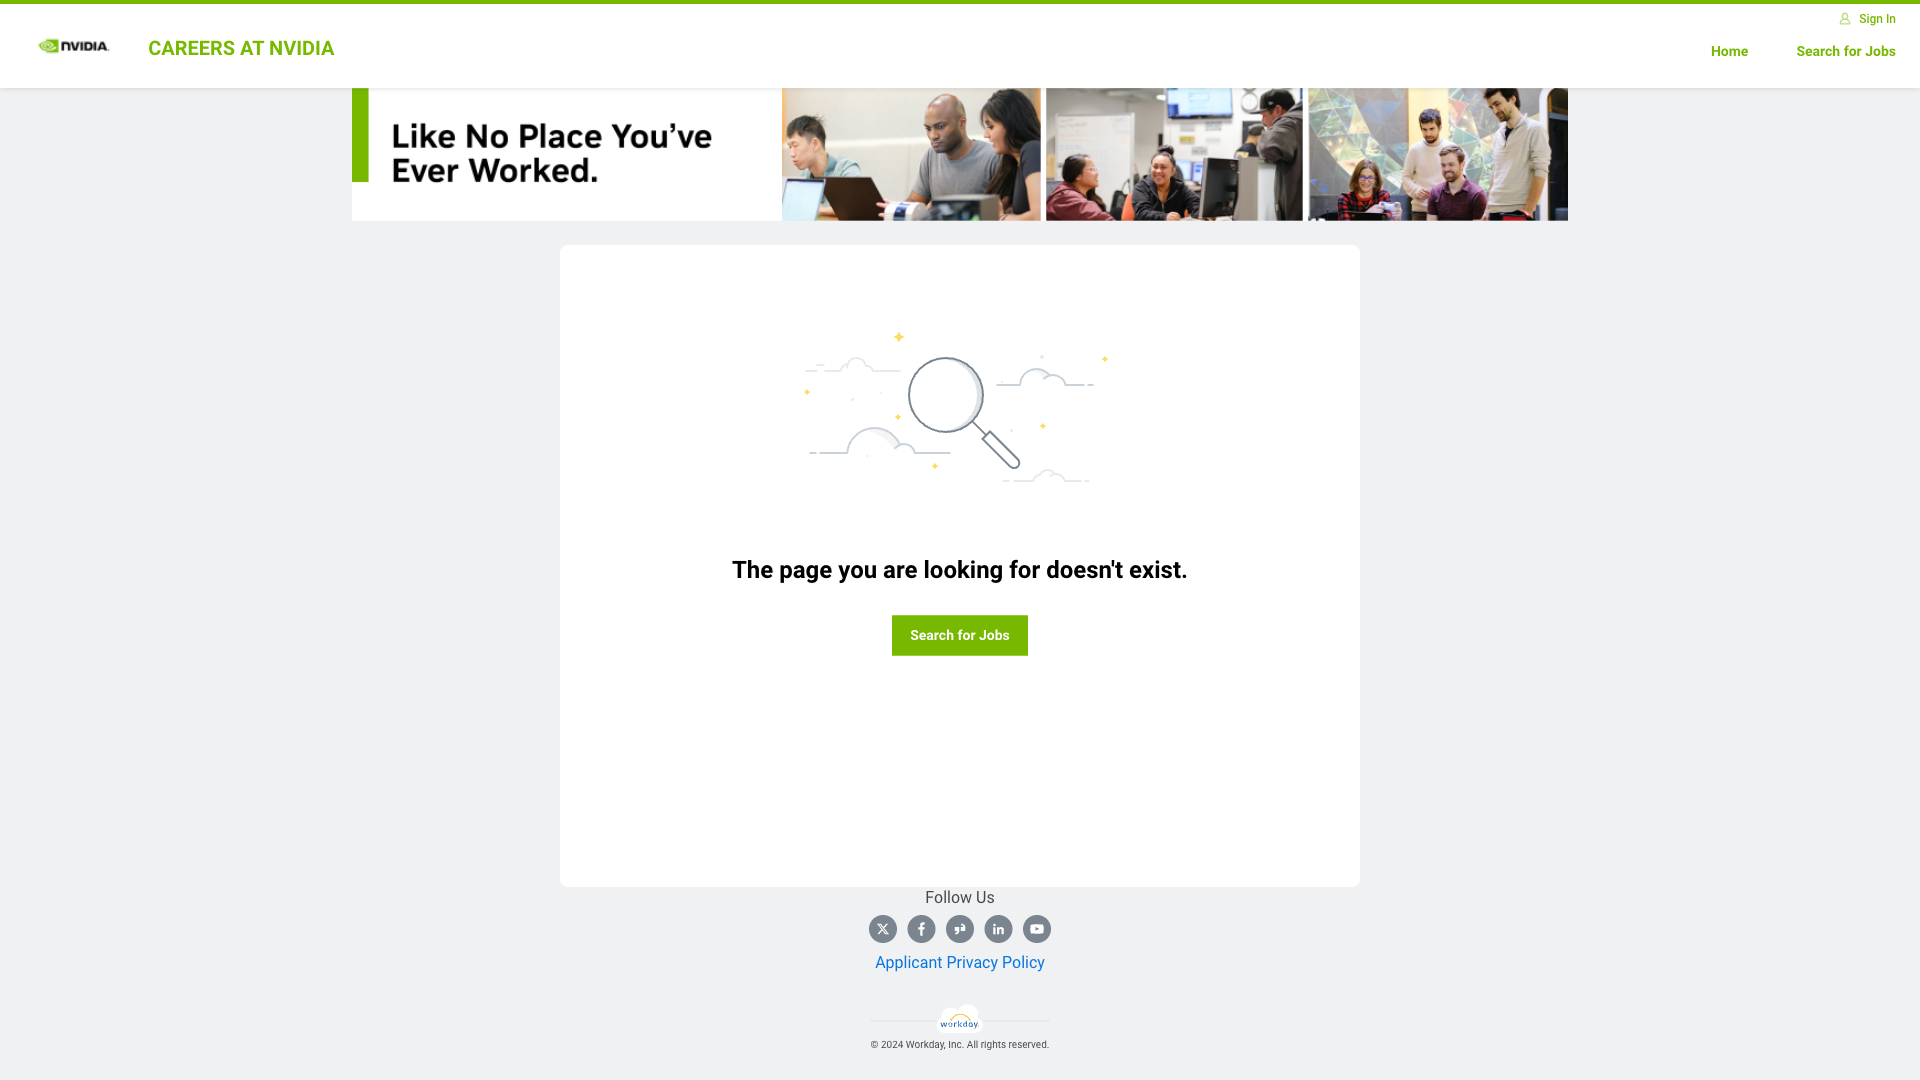 Sign In
NVIDIA.
CAREERS AT NVIDIA
Home
Search for Jobs
Like No Place You've
Ever Worked.
The page you are looking for doesn't exist.
Search for Jobs
Follow Us
Applicant Privacy Policy
workday.
© 2024 Workday, Inc. All rights reserved.